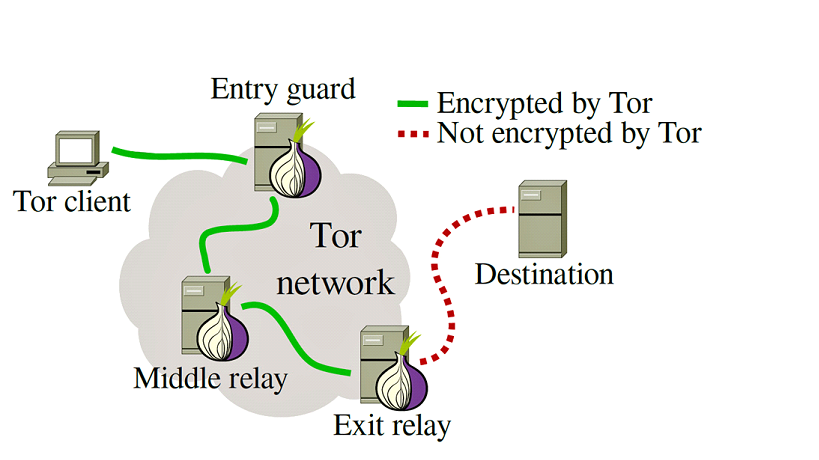 Entry guard
Encrypted by Tor
Not encrypted by Tor
Tor client
Tor
network
Destination
Middle relay
Exit relay